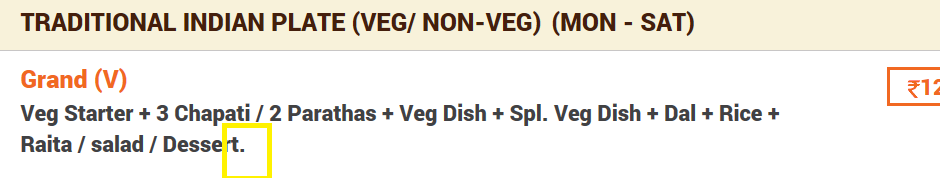 TRADITIONAL INDIAN PLATE (VEG/ NON-VEG) (MON - SAT)
Grand (V)
₹12
Veg Starter + 3 Chapati / 2 Parathas + Veg Dish + Spl. Veg Dish + Dal + Rice +
Raita / salad / Dessert.